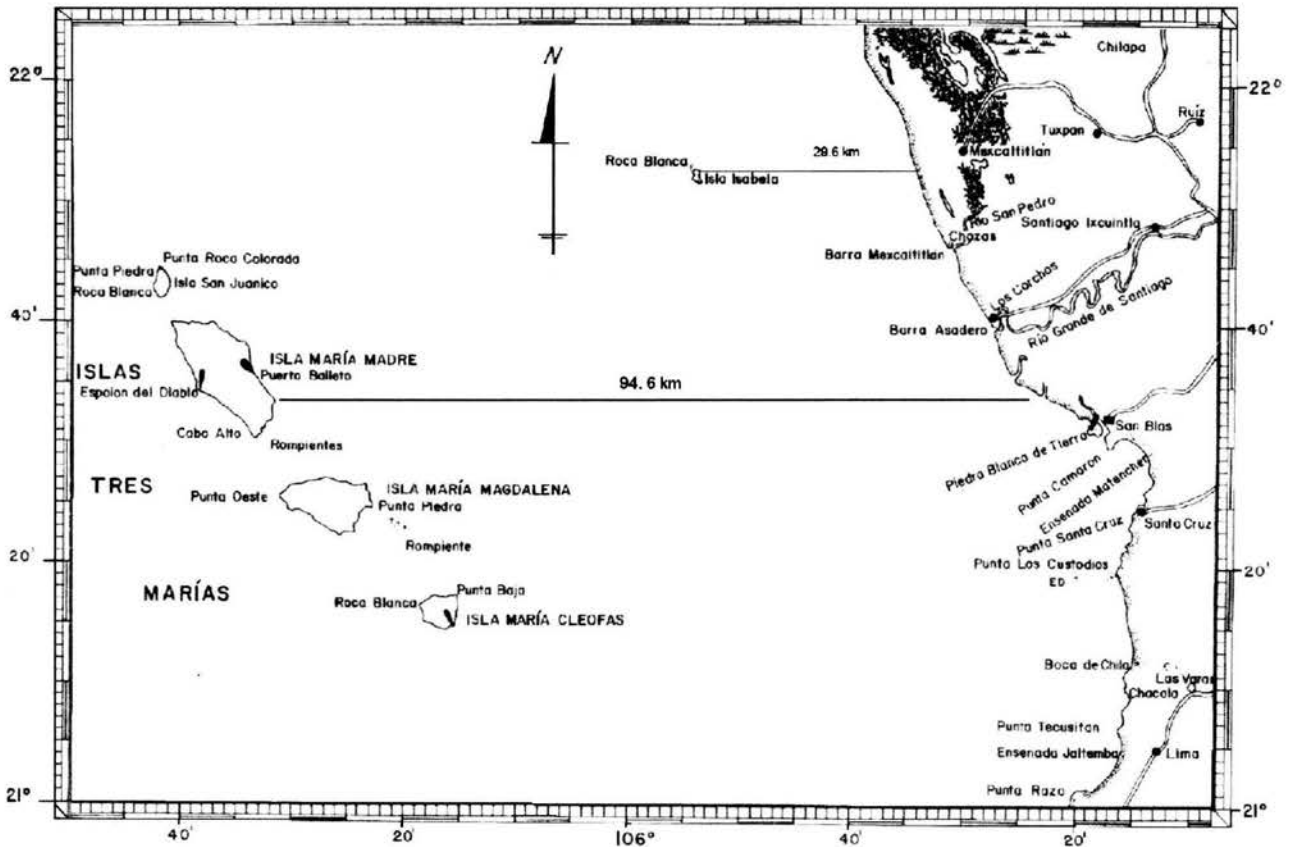 N
22°
22°
Chilapa
Ruiz
Tuxpan
Mexcaltitlán
29.6 km
Roca Blanca
Isla Isabela
Río San Pedro
Santiago Ixcuintla
Chozas
Barra Mexcaltitlán
Punta Roca Colorada
Punta Piedra
Isla San Juanico
Roca Blanca
Los Corchos
Río Grande de Santiago
40'
40'
Barra Asadero
ISLA MARÍA MADRE
Puerto Balleto
ISLAS
Espolon del Diablo
94.6 km
Cabo Alto
Rompientes
San Blas
Piedra Blanca de Tierra
Punta Camaron
Ensenada Matenchet
TRES
Punta Oeste
ISLA MARÍA MAGDALENA
Punta Piedra
Rompiente
Punta Santa Cruz
Santa Cruz
20'
20'
Punta Los Custodios
ED
MARÍAS
Punta Baja
Roca Blanca
ISLA MARÍA CLEOFAS
Boca de Chila
Las Varas
Chacala
Punta Tecusitan
Ensenada Jaltemba
Lima
Punta Raza
21°
21°
40'
20'
106°
40'
20'